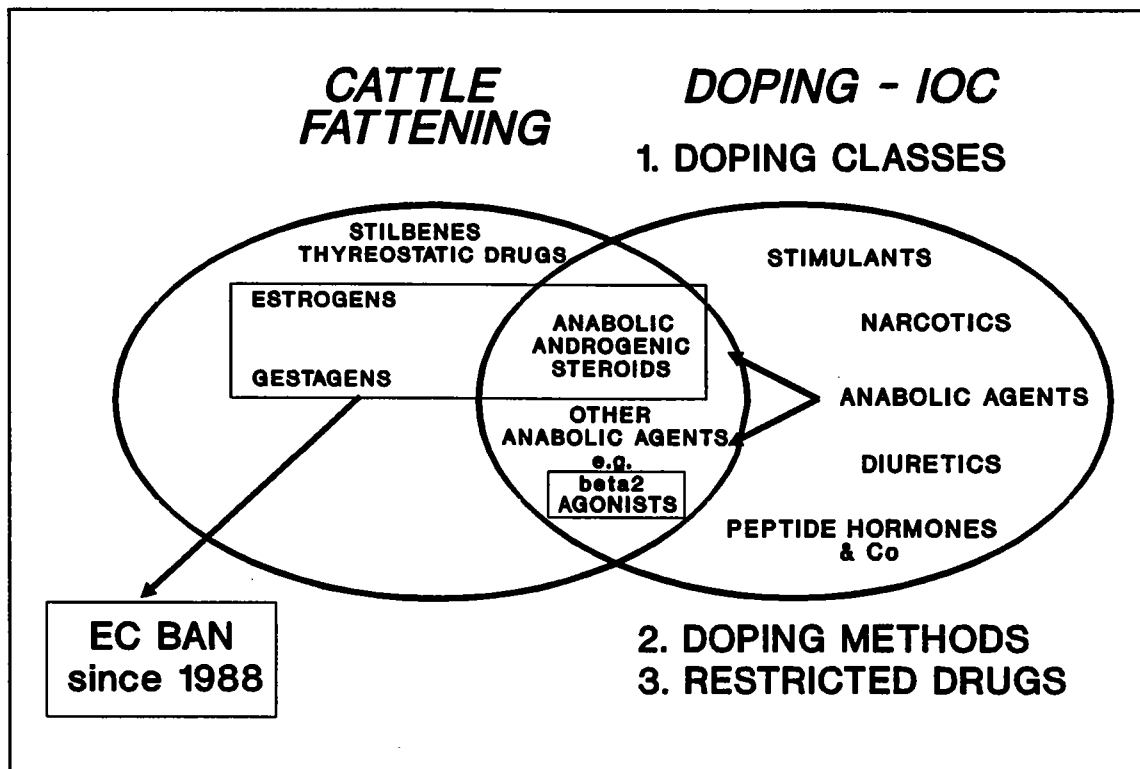 CATTLE
FATTENING
DOPING - IOC
1. DOPING CLASSES
STILBENES
THYREOSTATIC DRUGS
ESTROGENS
GESTAGENS
ANABOLIC
ANDROGENIC
STEROIDS
OTHER
ANABOLIC AGENTS
e.g.
beta2
AGONISTS
STIMULANTS
NARCOTICS
ANABOLIC AGENTS
DIURETICS
PEPTIDE HORMONES
& Co
EC BAN
since 1988
2. DOPING METHODS
3. RESTRICTED DRUGS